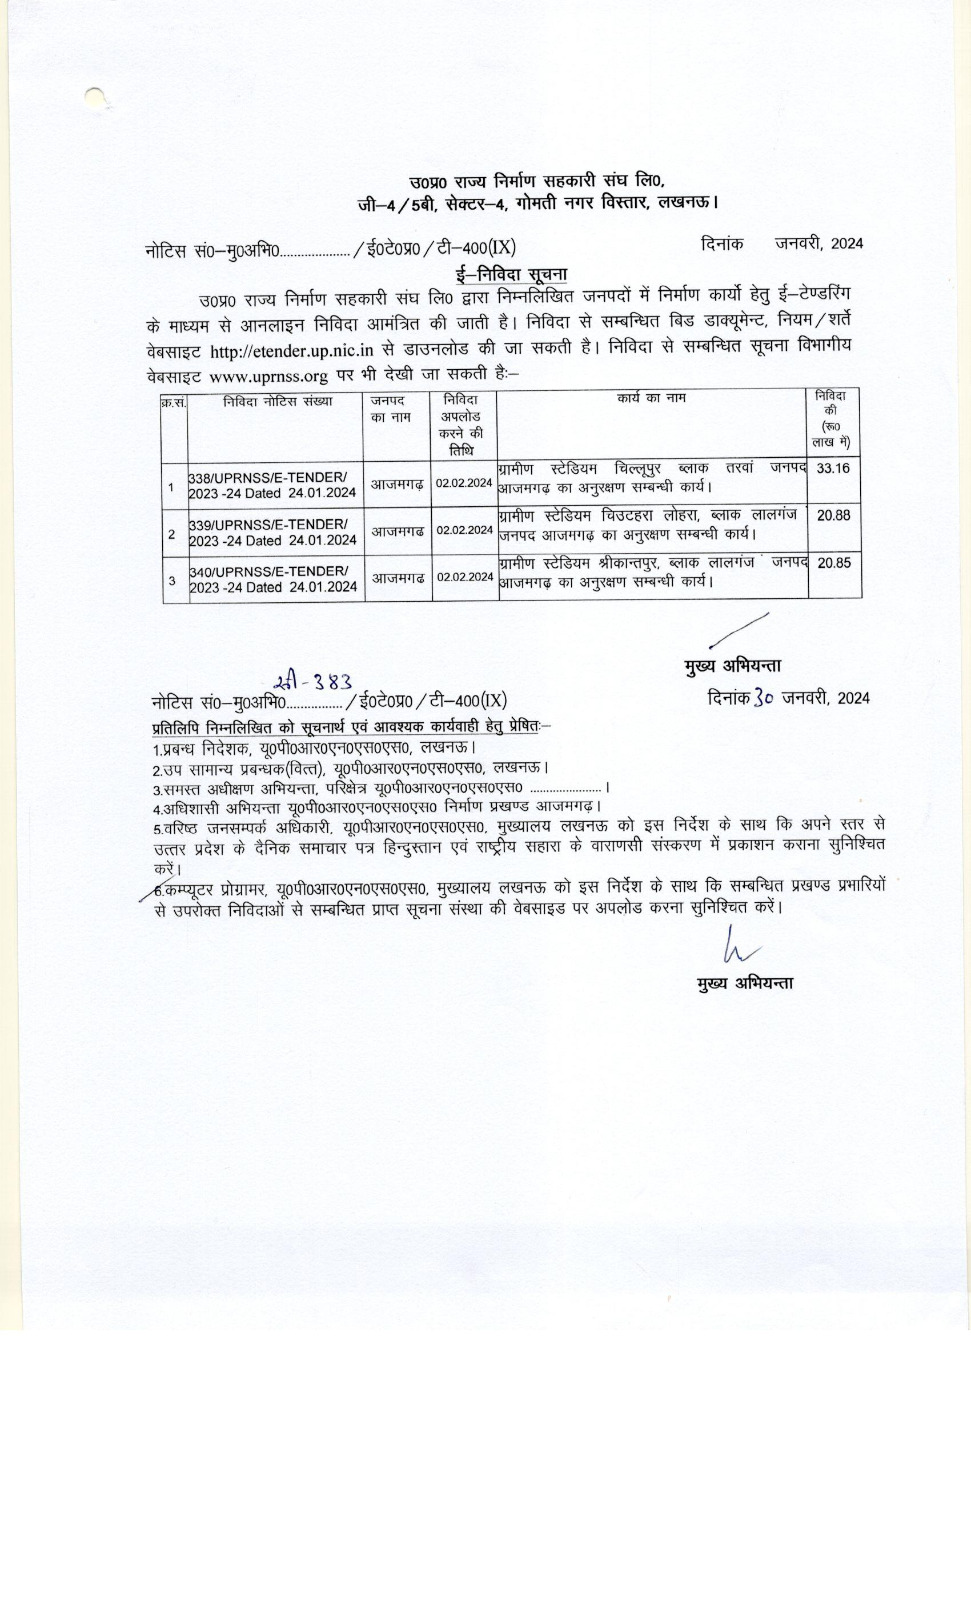 उ0प्र0 राज्य निर्माण सहकारी संघ लि0,
जी–4/5बी, सेक्टर–4, गोमती नगर विस्तार, लखनऊ।
नोटिस सं0–मु0अभि0..................../ई0टे0प्र0/टी–400(IX) दिनांक जनवरी, 2024
ई–निविदा सूचना
उ0प्र0 राज्य निर्माण सहकारी संघ लि0 द्वारा निम्नलिखित जनपदों में निर्माण कार्यो हेतु ई–टेण्डरिंग
के माध्यम से आनलाइन निविदा आमंत्रित की जाती है। निविदा से सम्बन्धित बिड डाक्यूमेन्ट, नियम/शर्ते
वेबसाइट http://etender.up.nic.in से डाउनलोड की जा सकती है। निविदा से सम्बन्धित सूचना विभागीय
वेबसाइट www.uprnss.org पर भी देखी जा सकती है:–
क्र.सं. निविदा नोटिस संख्या जनपद का नाम निविदा अपलोड करने की तिथि कार्य का नाम निविदा की (रू0 लाख में)
1 338/UPRNSS/E-TENDER/ 2023 -24 Dated 24.01.2024 आजमगढ़ 02.02.2024 ग्रामीण स्टेडियम चिल्लूपुर ब्लाक तरवां जनपद आजमगढ़ का अनुरक्षण सम्बन्धी कार्य। 33.16
2 339/UPRNSS/E-TENDER/ 2023 -24 Dated 24.01.2024 आजमगढ 02.02.2024 ग्रामीण स्टेडियम चिउटहरा लोहरा, ब्लाक लालगंज जनपद आजमगढ़ का अनुरक्षण सम्बन्धी कार्य। 20.88
3 340/UPRNSS/E-TENDER/ 2023 -24 Dated 24.01.2024 आजमगढ 02.02.2024 ग्रामीण स्टेडियम श्रीकान्तपुर, ब्लाक लालगंज जनपद आजमगढ़ का अनुरक्षण सम्बन्धी कार्य। 20.85
मुख्य अभियन्ता
सी-383
नोटिस सं0–मु0अभि0................/ई0टे0प्र0/टी–400(IX) दिनांक 30 जनवरी, 2024
प्रतिलिपि निम्नलिखित को सूचनार्थ एवं आवश्यक कार्यवाही हेतु प्रेषितः–
1.प्रबन्ध निदेशक, यू0पी0आर0एन0एस0एस0, लखनऊ।
2.उप सामान्य प्रबन्धक(वित्त), यू0पी0आर0एन0एस0एस0, लखनऊ।
3.समस्त अधीक्षण अभियन्ता, परिक्षेत्र यू0पी0आर0एन0एस0एस0 .....................।
4.अधिशासी अभियन्ता यू0पी0आर0एन0एस0एस0 निर्माण प्रखण्ड आजमगढ़।
5.वरिष्ठ जनसम्पर्क अधिकारी, यू0पीआर0एन0एस0एस0, मुख्यालय लखनऊ को इस निर्देश के साथ कि अपने स्तर से
उत्तर प्रदेश के दैनिक समाचार पत्र हिन्दुस्तान एवं राष्ट्रीय सहारा के वाराणसी संस्करण में प्रकाशन कराना सुनिश्चित
करें।
6.कम्प्यूटर प्रोग्रामर, यू0पी0आर0एन0एस0एस0, मुख्यालय लखनऊ को इस निर्देश के साथ कि सम्बन्धित प्रखण्ड प्रभारियों
से उपरोक्त निविदाओं से सम्बन्धित प्राप्त सूचना संस्था की वेबसाइड पर अपलोड करना सुनिश्चित करें।
मुख्य अभियन्ता